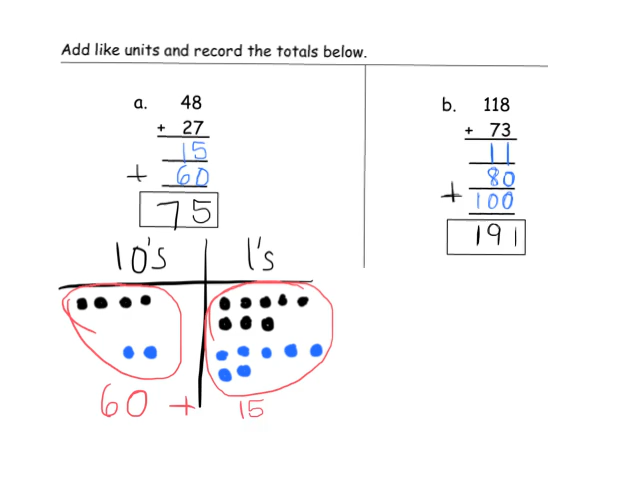 Add like units and record the totals below.
a. 48
+ 27
15
+ 60
75
b. 118
+ 73
11
80
+ 100
191
10's 1's
60 + 15